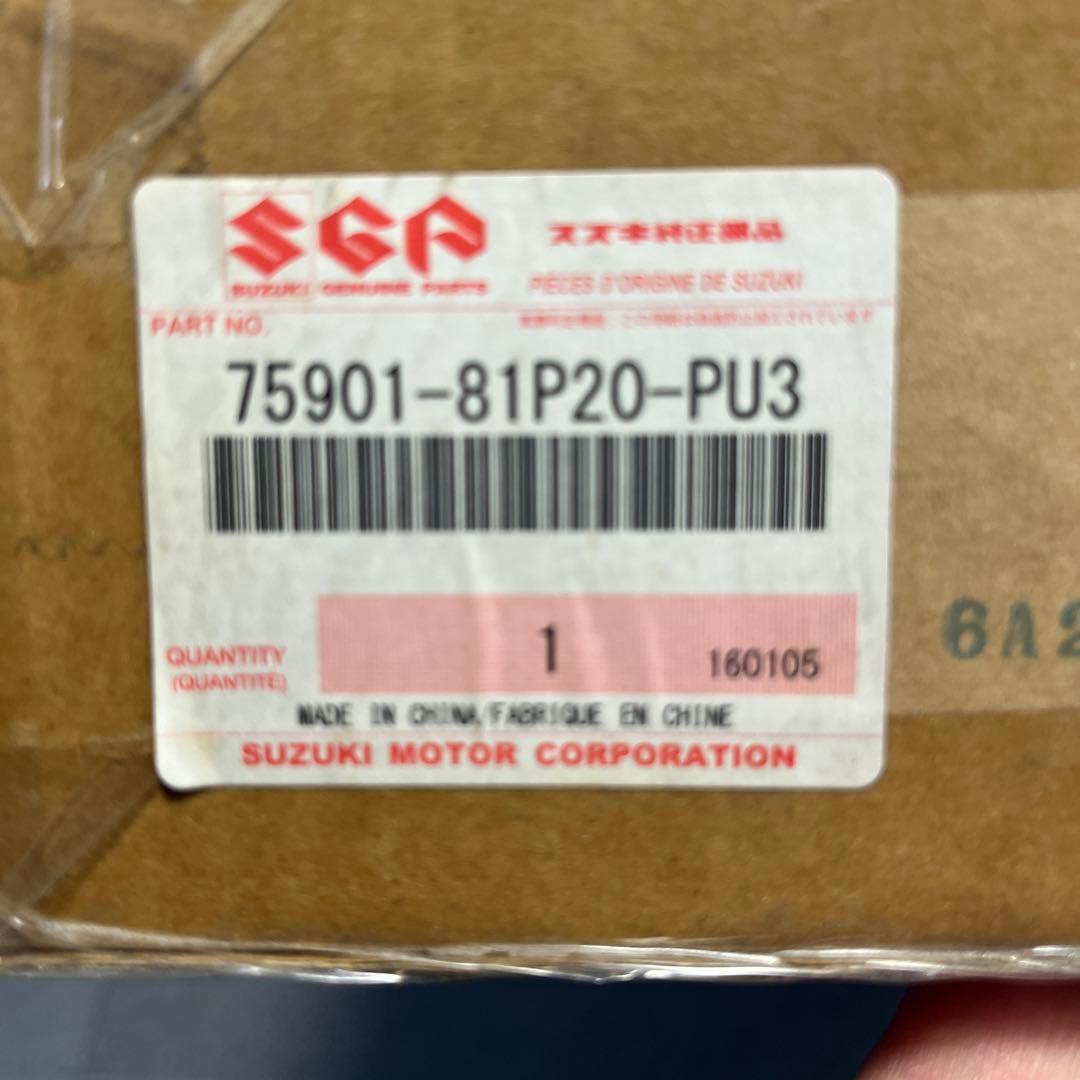 SGP
SUZUKI GENUINE PARTS
スズキ純正部品
PIÈCES D'ORIGINE DE SUZUKI
PART NO.
75901-81P20-PU3
QUANTITY
(QUANTITÉ)
1
160105
MADE IN CHINA/FABRIQUE EN CHINE
SUZUKI MOTOR CORPORATION
6A2